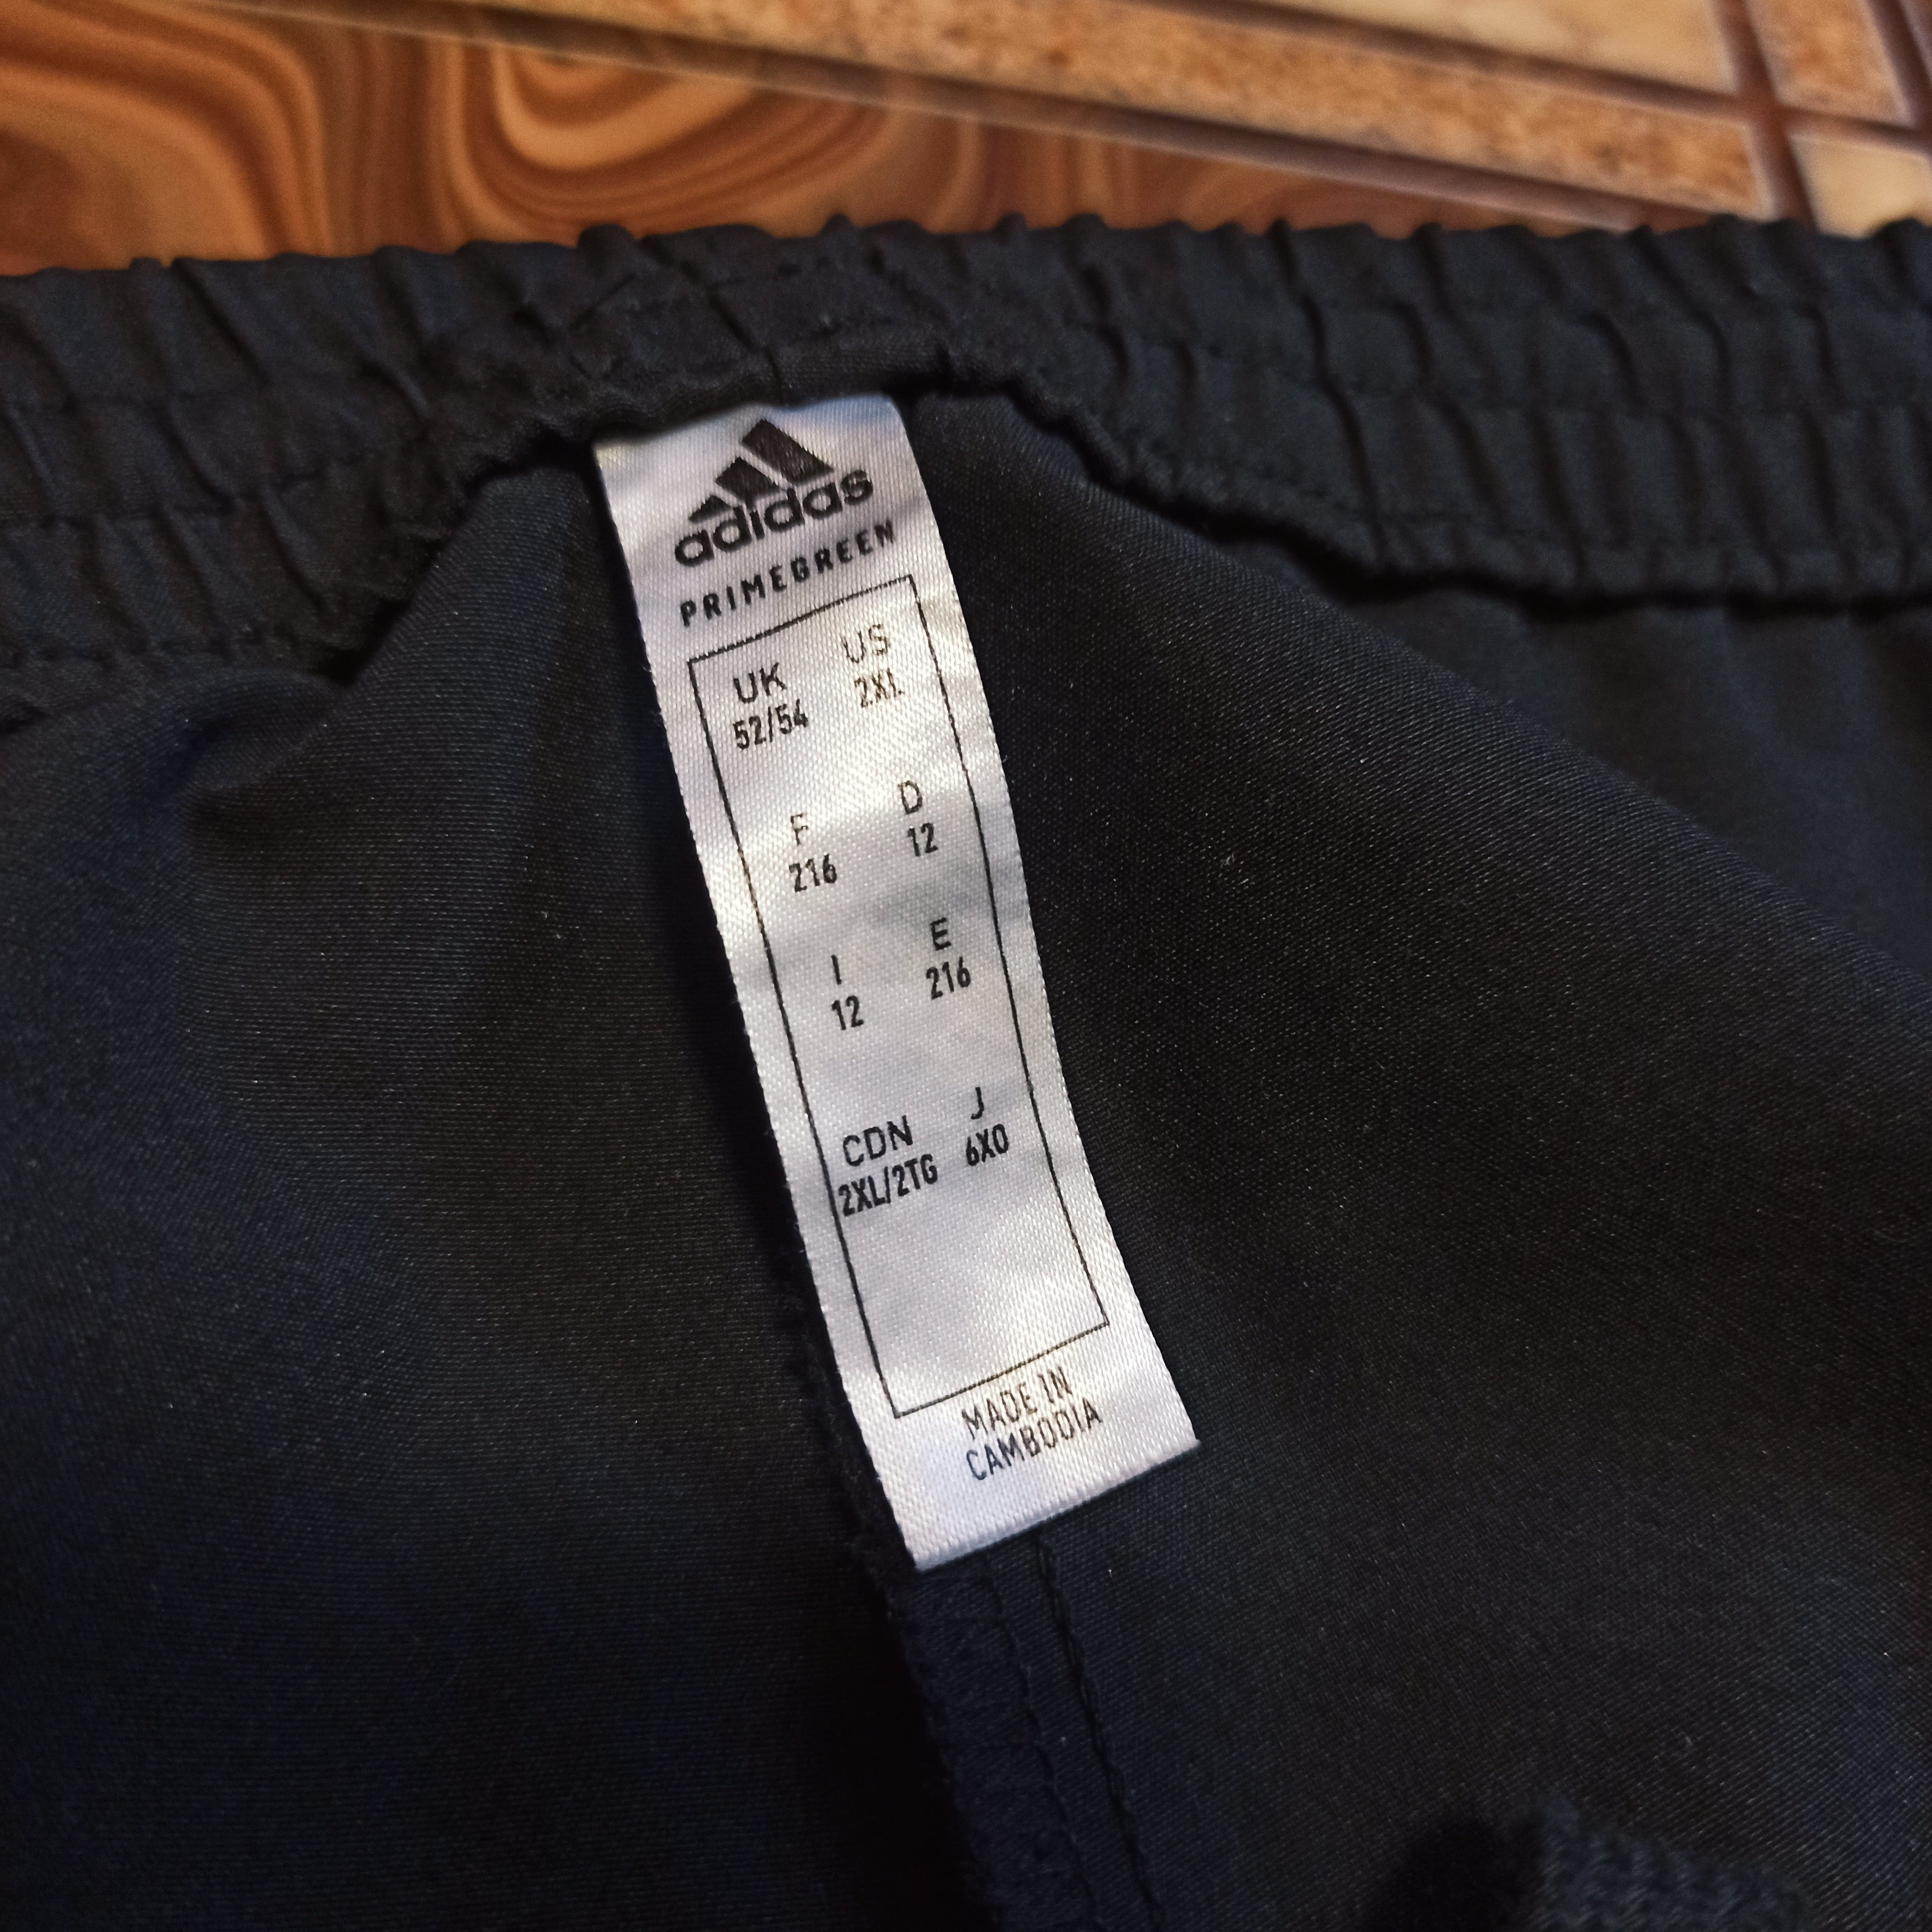 adidas
PRIMEGREEN
UK US
52/54 2XL
F D
216 12
I E
12 216
CDN J
2XL/2TG 6XO
MADE IN
CAMBODIA